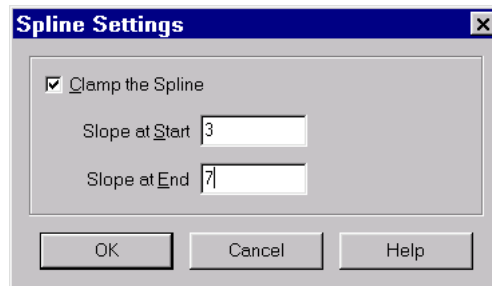 Spline Settings
Clamp the Spline
Slope at Start 3
Slope at End 7
OK Cancel Help